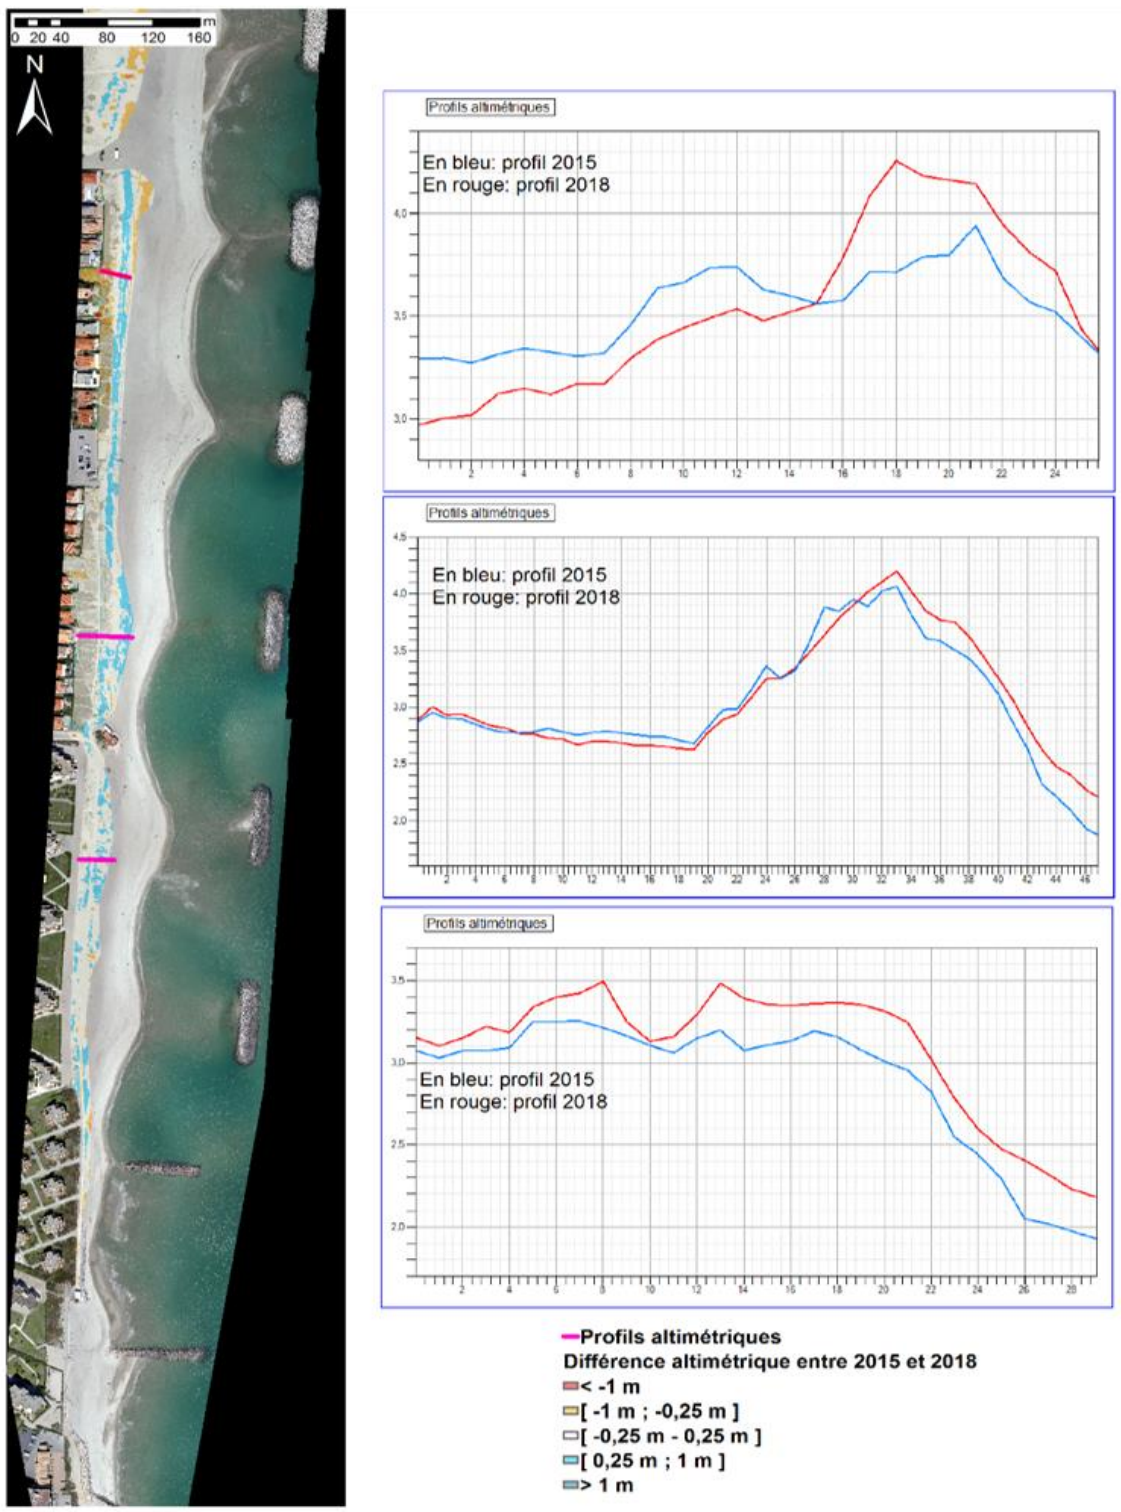 m
0 20 40 80 120 160
N
Profils altimétriques
En bleu: profil 2015
En rouge: profil 2018
4,0
3,5
3,0
2 4 6 8 10 12 14 16 18 20 22 24
Profils altimétriques
4,5
En bleu: profil 2015
En rouge: profil 2018
4,0
3,5
3,0
2,5
2,0
2 4 6 8 10 12 14 16 18 20 22 24 26 28 30 32 34 36 38 40 42 44 46
Profils altimétriques
3,5
3,0
En bleu: profil 2015
En rouge: profil 2018
2,5
2,0
2 4 6 8 10 12 14 16 18 20 22 24 26 28
Profils altimétriques
Différence altimétrique entre 2015 et 2018
< -1 m
[ -1 m ; -0,25 m ]
[ -0,25 m - 0,25 m ]
[ 0,25 m ; 1 m ]
> 1 m